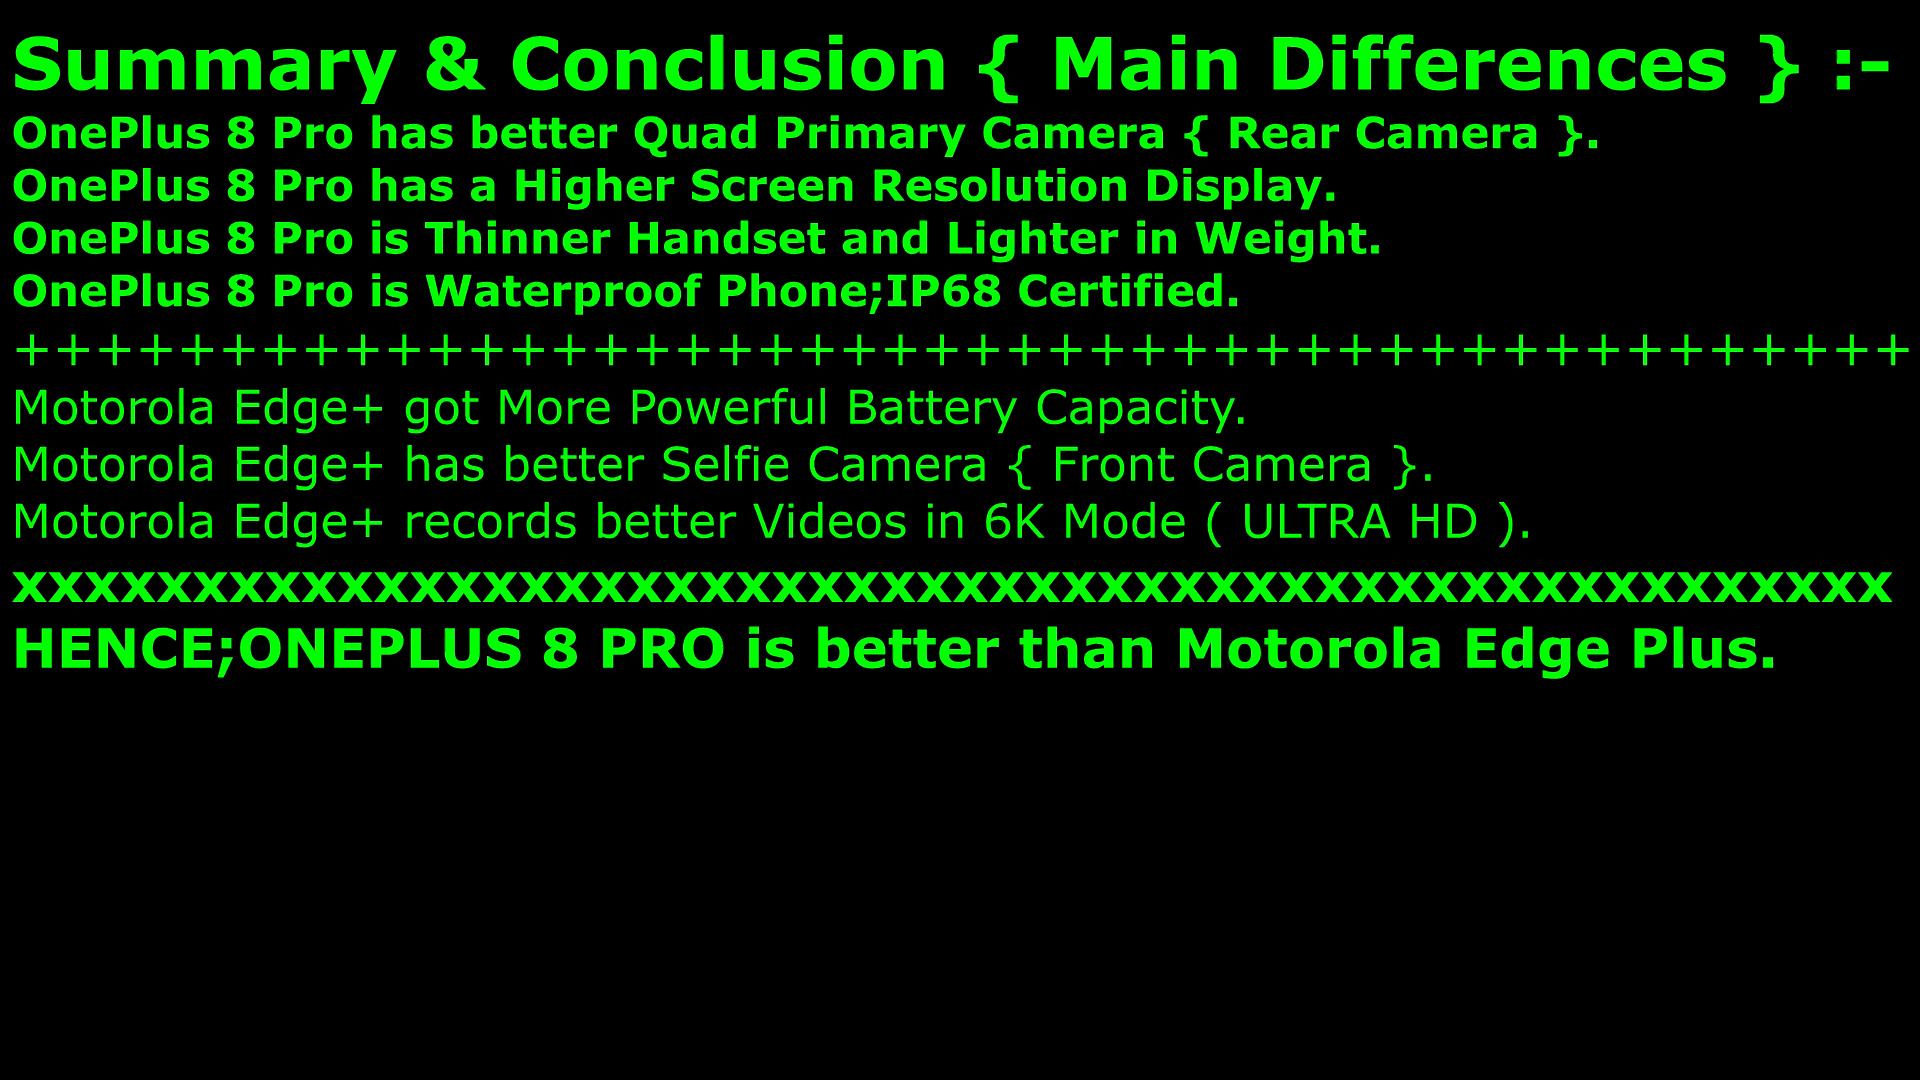 Summary & Conclusion { Main Differences } :-
OnePlus 8 Pro has better Quad Primary Camera { Rear Camera }.
OnePlus 8 Pro has a Higher Screen Resolution Display.
OnePlus 8 Pro is Thinner Handset and Lighter in Weight.
OnePlus 8 Pro is Waterproof Phone;IP68 Certified.
++++++++++++++++++++++++++++++++++++++++++++++
Motorola Edge+ got More Powerful Battery Capacity.
Motorola Edge+ has better Selfie Camera { Front Camera }.
Motorola Edge+ records better Videos in 6K Mode ( ULTRA HD ).
xxxxxxxxxxxxxxxxxxxxxxxxxxxxxxxxxxxxxxxxxxxxxxxxxxxx
HENCE;ONEPLUS 8 PRO is better than Motorola Edge Plus.